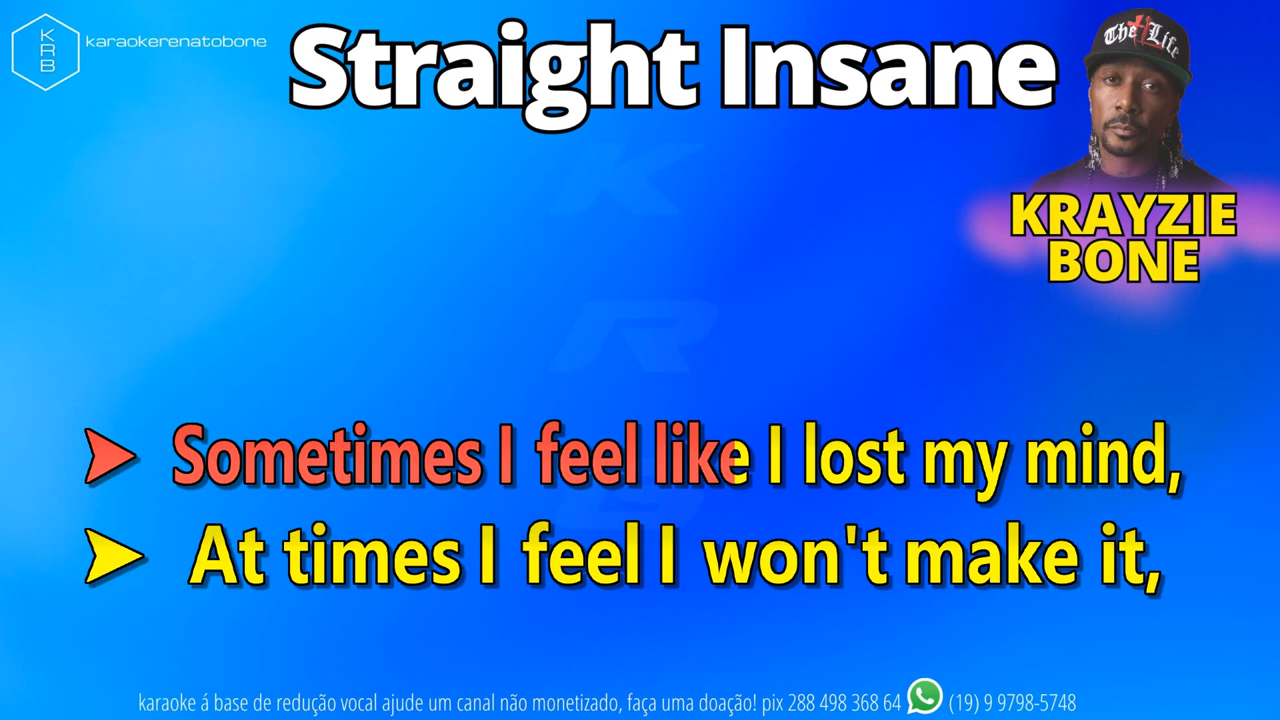 KRB
karaokerenatobone
Straight Insane
The Life
KRAYZIE
BONE
K
R
B
Sometimes I feel like I lost my mind,
At times I feel I won't make it,
karaoke á base de redução vocal ajude um canal não monetizado, faça uma doação! pix 288 498 368 64 (19) 9 9798-5748